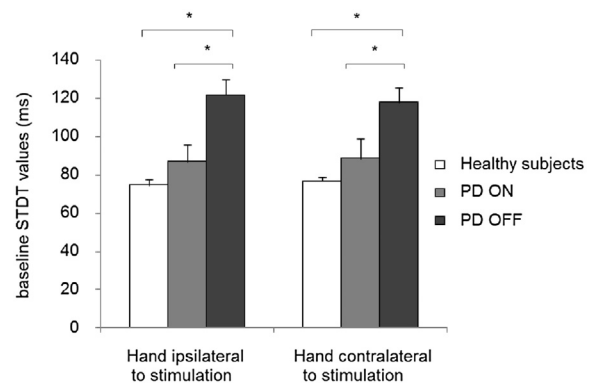 *
*
*
*
140
120
100
80
60
40
20
0
baseline STDT values (ms)
Healthy subjects
PD ON
PD OFF
Hand ipsilateral
to stimulation
Hand contralateral
to stimulation